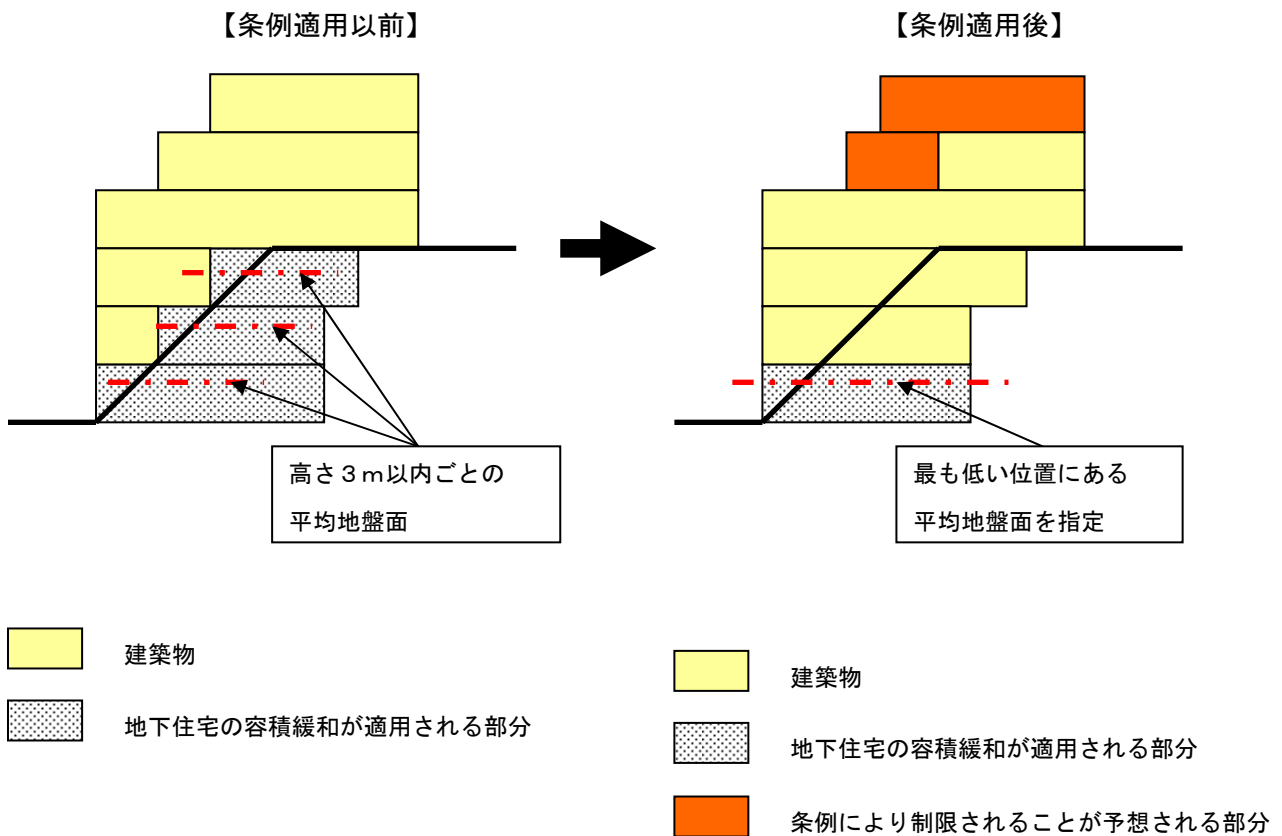 【条例適用以前】
【条例適用後】
高さ３ｍ以内ごとの
平均地盤面
最も低い位置にある
平均地盤面を指定
建築物
地下住宅の容積緩和が適用される部分
建築物
地下住宅の容積緩和が適用される部分
条例により制限されることが予想される部分